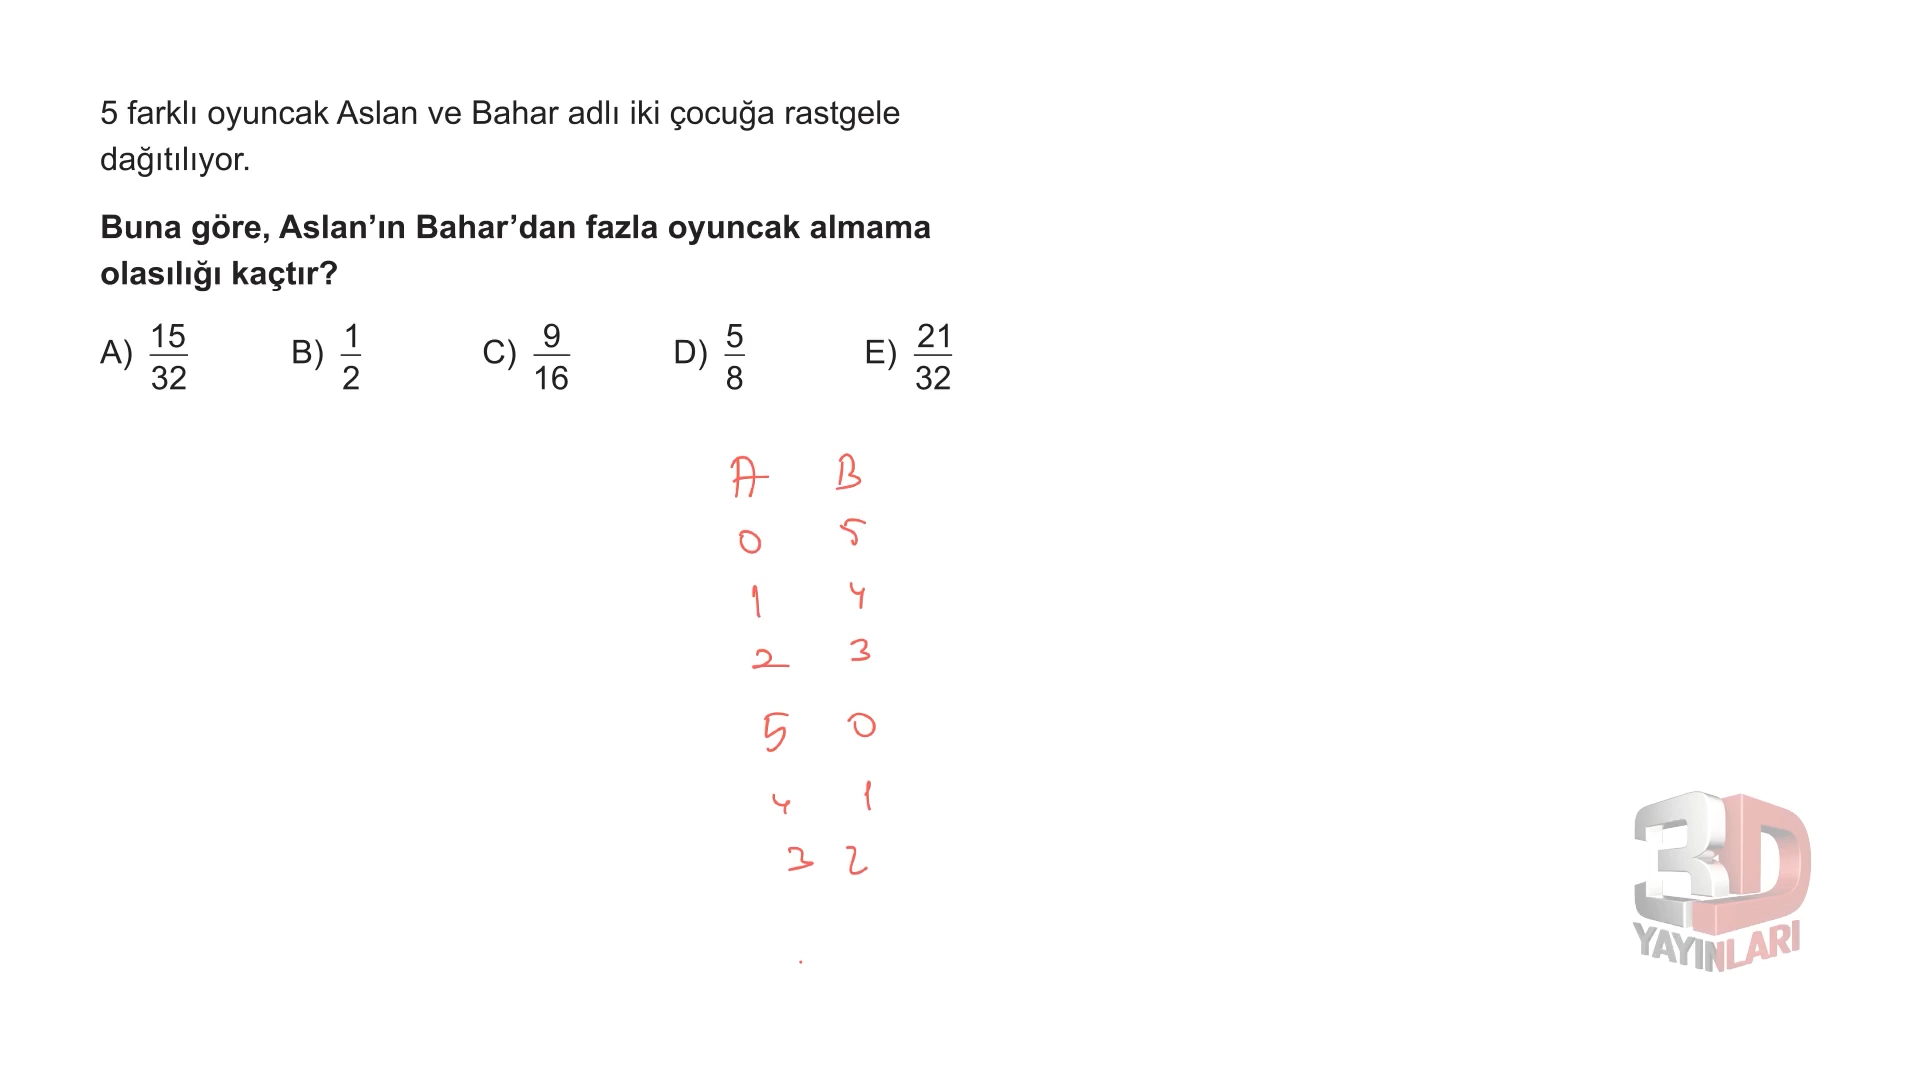 5 farklı oyuncak Aslan ve Bahar adlı iki çocuğa rastgele
dağıtılıyor.
Buna göre, Aslan’ın Bahar’dan fazla oyuncak almama
olasılığı kaçtır?
A) 15/32 B) 1/2 C) 9/16 D) 5/8 E) 21/32
A B
0 5
1 4
2 3
5 0
4 1
3 2
3D
YAYINLARI